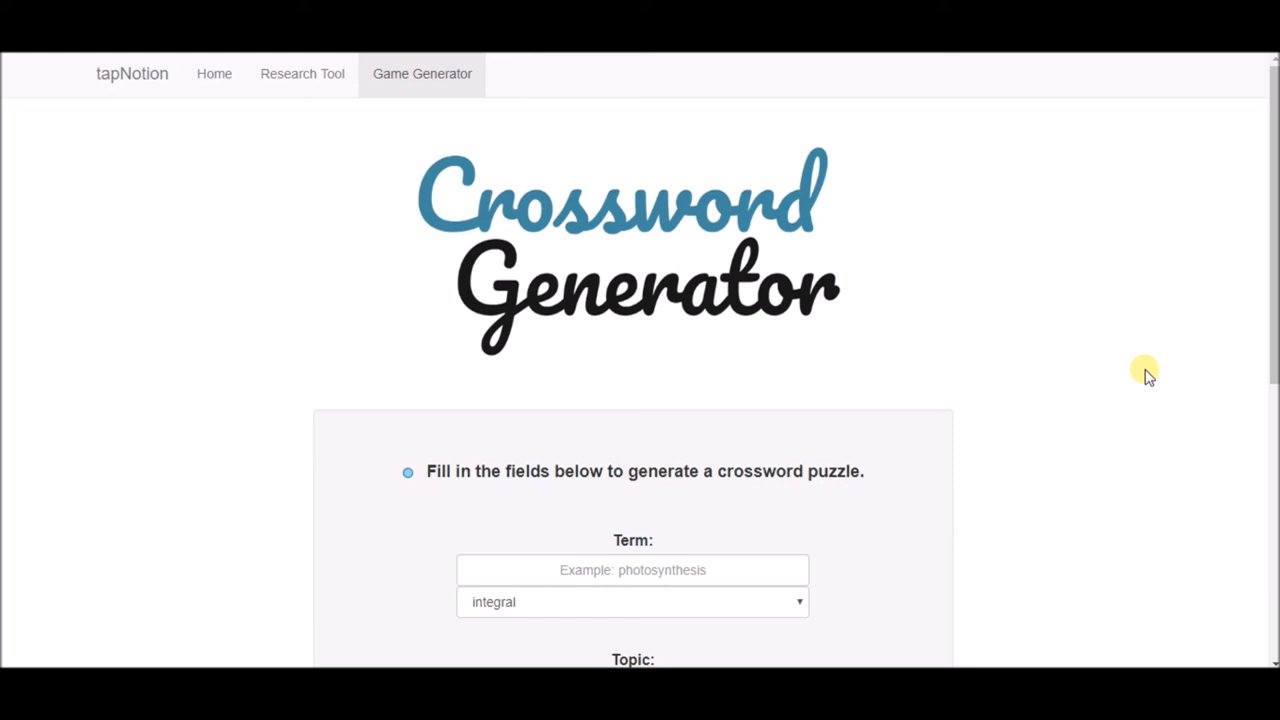 tapNotion Home Research Tool Game Generator
Crossword
Generator
Fill in the fields below to generate a crossword puzzle.
Term:
Example: photosynthesis
integral
Topic: